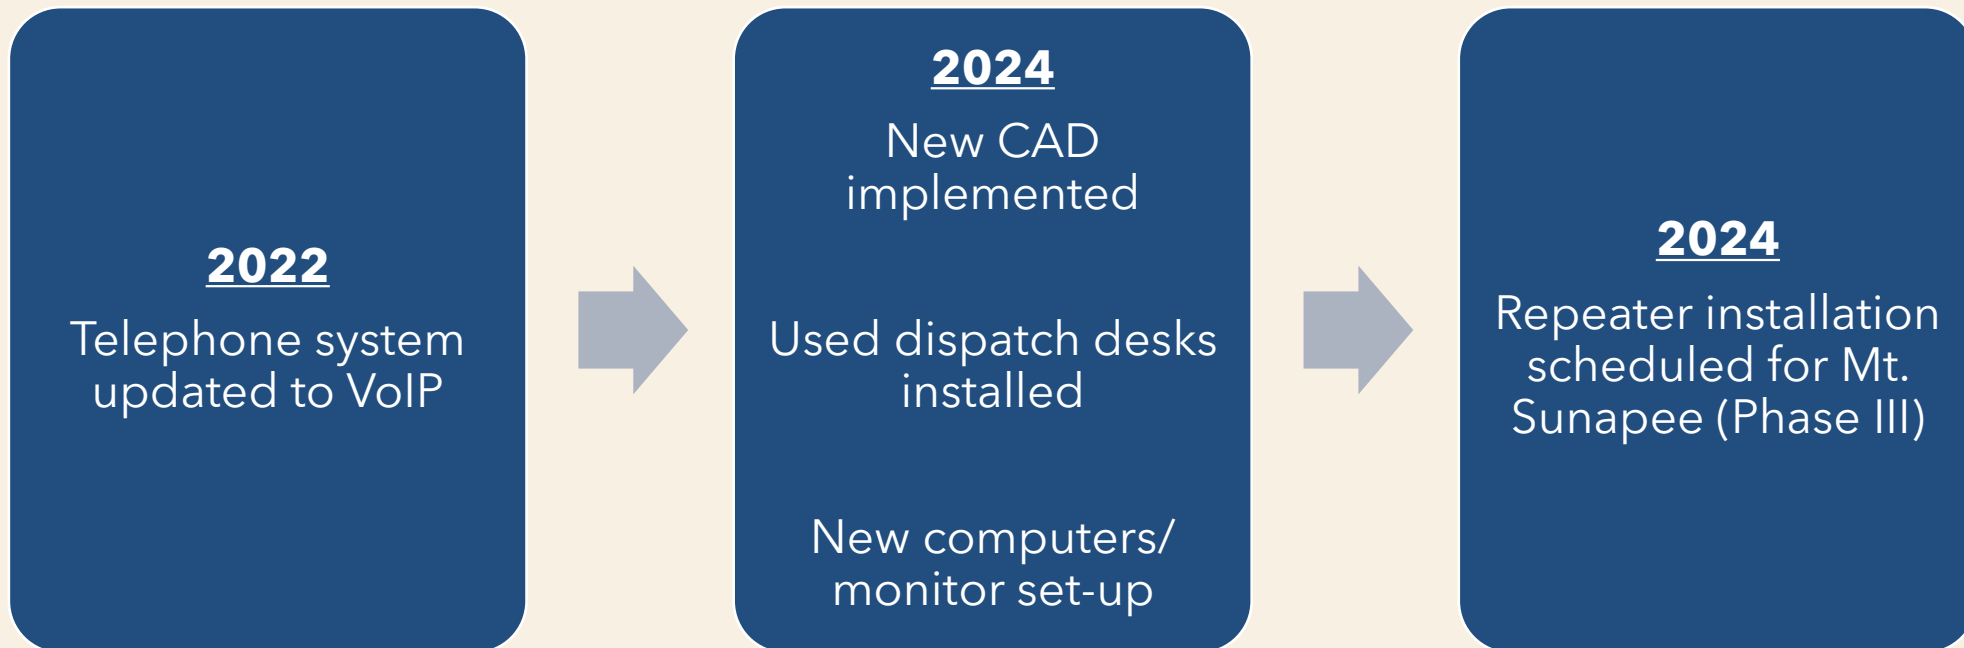 2022
Telephone system
updated to VoIP
2024
New CAD
implemented
Used dispatch desks
installed
New computers/
monitor set-up
2024
Repeater installation
scheduled for Mt.
Sunapee (Phase III)